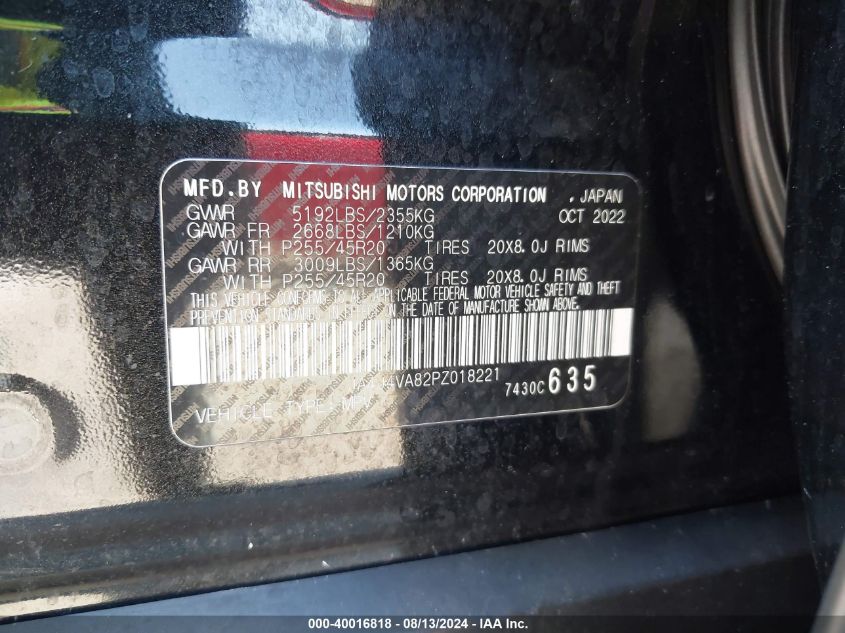 MFD.BY MITSUBISHI MOTORS CORPORATION .JAPAN
GVWR 5192LBS/2355KG OCT 2022
GAWR FR 2668LBS/1210KG
WITH P255/45R20 TIRES 20X8.0J RIMS
GAWR RR 3009LBS/1365KG
WITH P255/45R20 TIRES 20X8.0J RIMS
THIS VEHICLE CONFORMS TO ALL APPLICABLE FEDERAL MOTOR VEHICLE SAFETY AND THEFT
PREVENTION STANDARDS IN EFFECT ON THE DATE OF MANUFACTURE SHOWN ABOVE.
4VA82PZ018221
7430C 635
VEHICLE TYPE: MPV
000-40016818 - 08/13/2024 - IAA Inc.